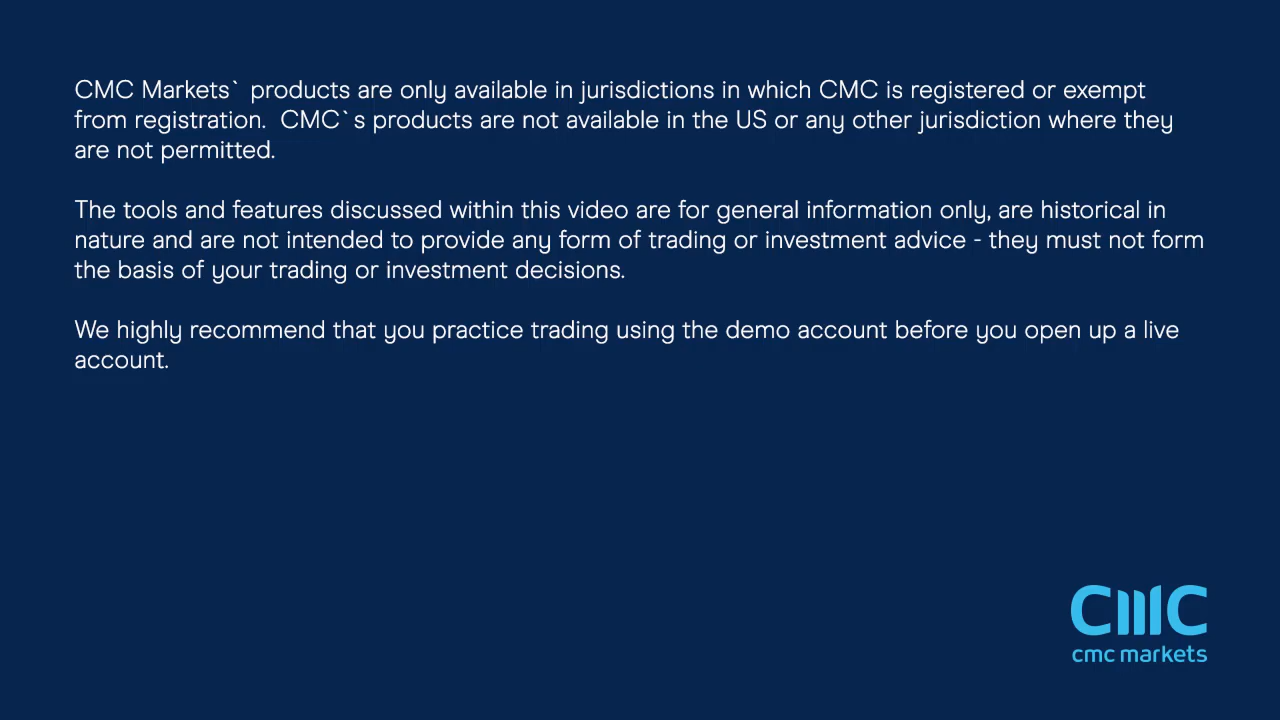 CMC Markets` products are only available in jurisdictions in which CMC is registered or exempt
from registration.  CMC`s products are not available in the US or any other jurisdiction where they
are not permitted.
The tools and features discussed within this video are for general information only, are historical in
nature and are not intended to provide any form of trading or investment advice - they must not form
the basis of your trading or investment decisions.
We highly recommend that you practice trading using the demo account before you open up a live
account.
CMC
cmc markets